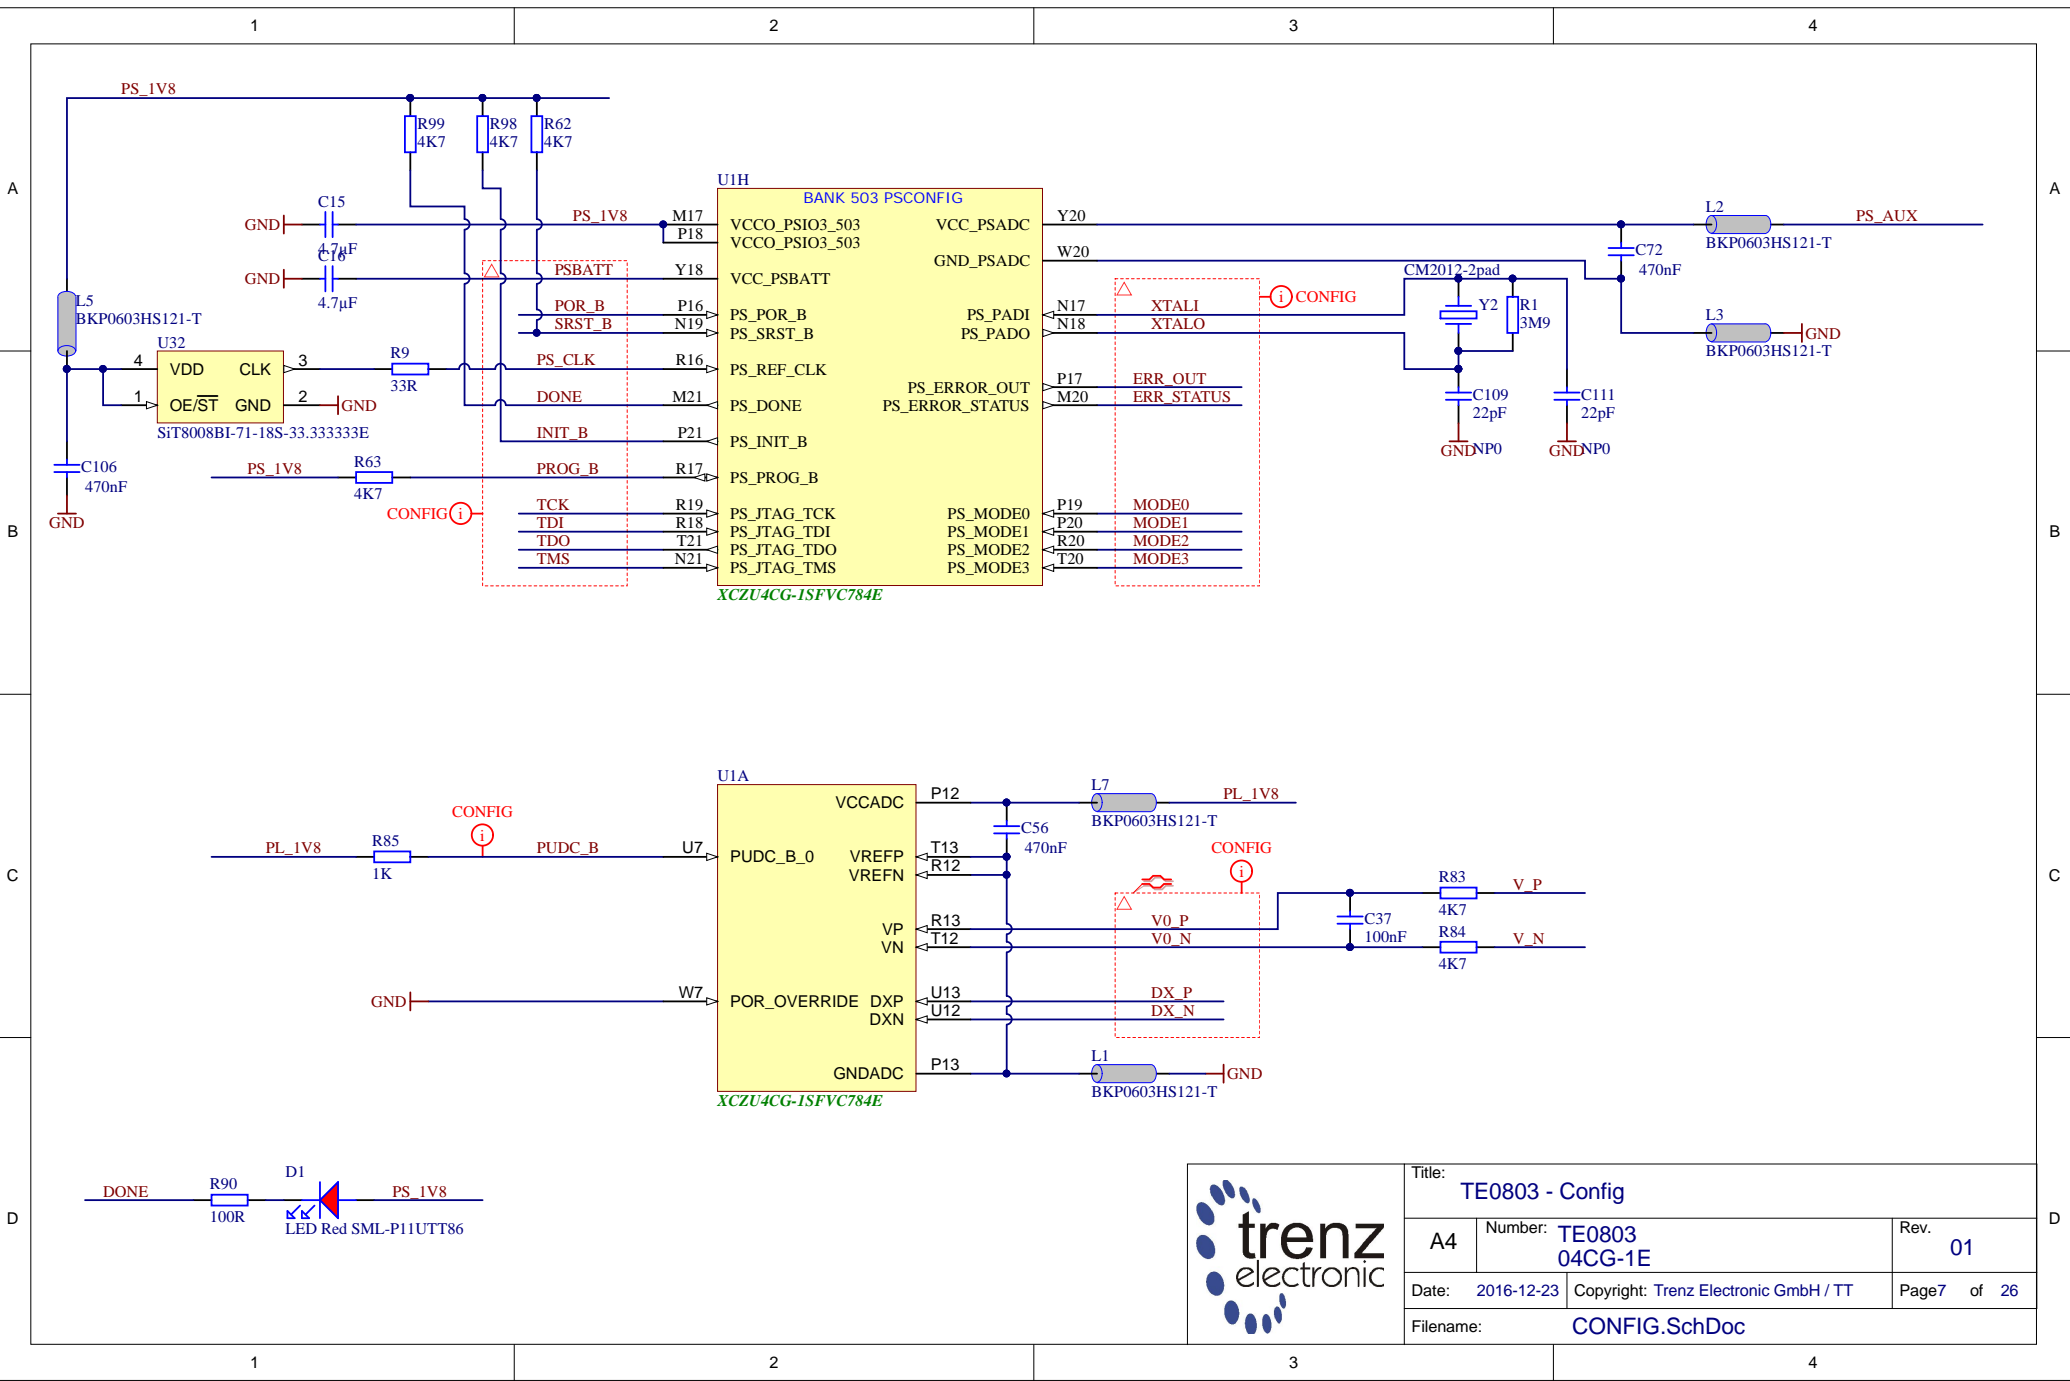 1
2
3
4
A
A
B
B
C
C
D
D
1
2
3
4
PS_1V8
R99
4K7
R98
4K7
R62
4K7
C15
4.7µF
GND
PS_1V8
C16
4.7µF
GND
PSBATT
POR_B
SRST_B
PS_CLK
DONE
INIT_B
PROG_B
TCK
TDI
TDO
TMS
CONFIG
i
L5
BKP0603HS121-T
U32
4
VDD
CLK
3
1
OE/ST
GND
2
GND
SiT8008BI-71-18S-33.333333E
R9
33R
C106
470nF
GND
PS_1V8
R63
4K7
U1H
BANK 503 PSCONFIG
M17
VCCO_PSIO3_503
P18
VCCO_PSIO3_503
Y18
VCC_PSBATT
P16
PS_POR_B
N19
PS_SRST_B
R16
PS_REF_CLK
M21
PS_DONE
P21
PS_INIT_B
R17
PS_PROG_B
R19
PS_JTAG_TCK
R18
PS_JTAG_TDI
T21
PS_JTAG_TDO
N21
PS_JTAG_TMS
VCC_PSADC
Y20
GND_PSADC
W20
PS_PADI
N17
PS_PADO
N18
PS_ERROR_OUT
P17
PS_ERROR_STATUS
M20
PS_MODE0
P19
PS_MODE1
P20
PS_MODE2
R20
PS_MODE3
T20
XCZU4CG-1SFVC784E
XTALI
XTALO
ERR_OUT
ERR_STATUS
MODE0
MODE1
MODE2
MODE3
i
CONFIG
CM2012-2pad
Y2
R1
3M9
C109
22pF
GND
NP0
C111
22pF
GND
NP0
C72
470nF
L2
BKP0603HS121-T
PS_AUX
L3
BKP0603HS121-T
GND
PL_1V8
R85
1K
CONFIG
i
PUDC_B
GND
U1A
U7
PUDC_B_0
W7
POR_OVERRIDE
VCCADC
P12
VREFP
T13
VREFN
R12
VP
R13
VN
T12
DXP
U13
DXN
U12
GNDADC
P13
XCZU4CG-1SFVC784E
L7
BKP0603HS121-T
PL_1V8
C56
470nF
CONFIG
i
V0_P
V0_N
DX_P
DX_N
C37
100nF
R83
4K7
V_P
R84
4K7
V_N
L1
BKP0603HS121-T
GND
DONE
R90
100R
D1
LED Red SML-P11UTT86
PS_1V8
trenz
electronic
Title:
TE0803 - Config
A4
Number:
TE0803
04CG-1E
Rev.
01
Date: 2016-12-23
Copyright: Trenz Electronic GmbH / TT
Page7 of 26
Filename:
CONFIG.SchDoc